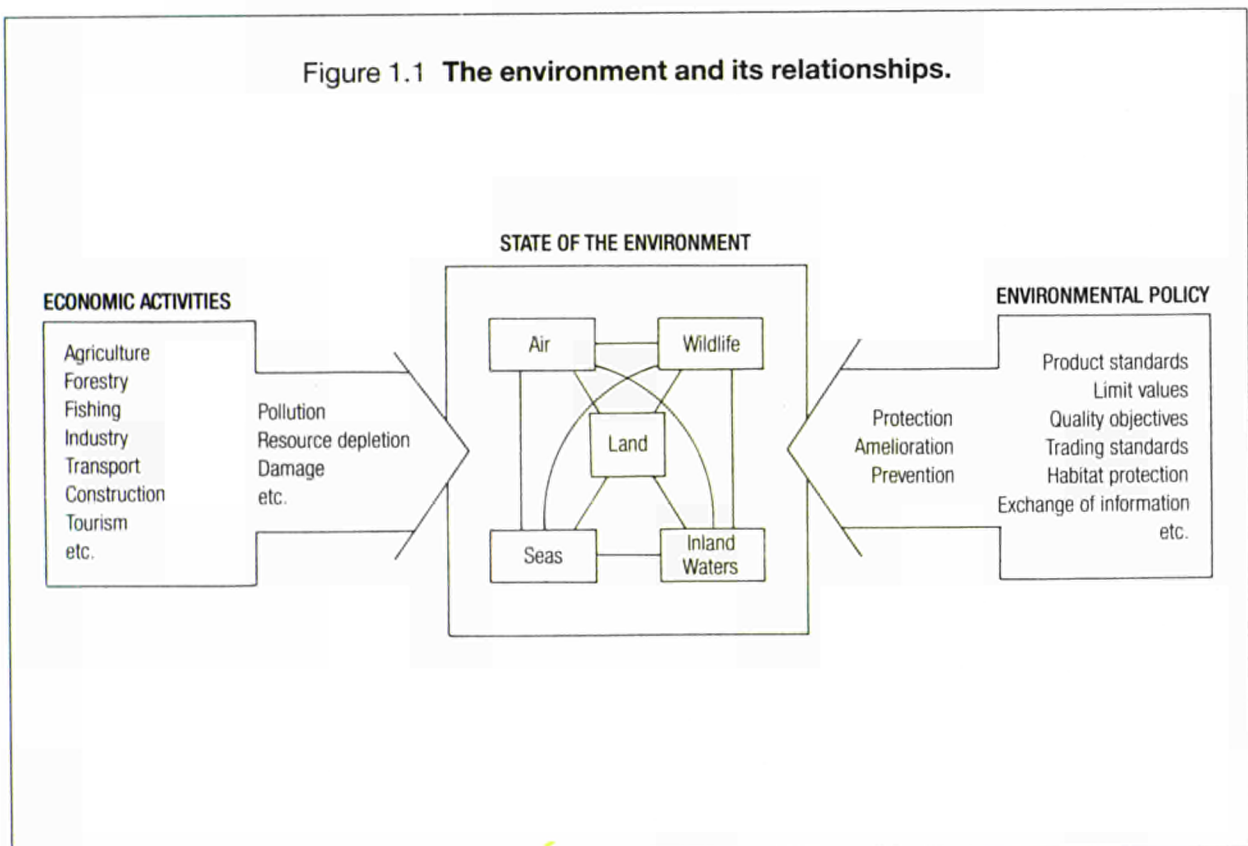 Figure 1.1 The environment and its relationships.
STATE OF THE ENVIRONMENT
ECONOMIC ACTIVITIES
Agriculture
Forestry
Fishing
Industry
Transport
Construction
Tourism
etc.
Pollution
Resource depletion
Damage
etc.
Air
Wildlife
Land
Seas
Inland
Waters
Protection
Amelioration
Prevention
ENVIRONMENTAL POLICY
Product standards
Limit values
Quality objectives
Trading standards
Habitat protection
Exchange of information
etc.